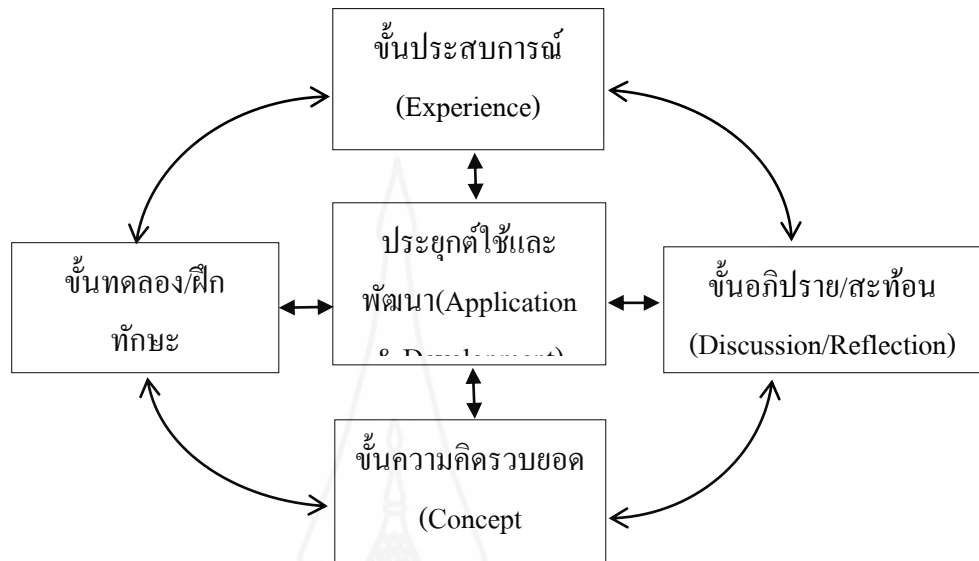 ขั้นประสบการณ์
(Experience)
ประยุกต์ใช้และ
พัฒนา(Application
& Development)
ขั้นทดลอง/ฝึก
ทักษะ
ขั้นอภิปราย/สะท้อน
(Discussion/Reflection)
ขั้นความคิดรวบยอด
(Concept